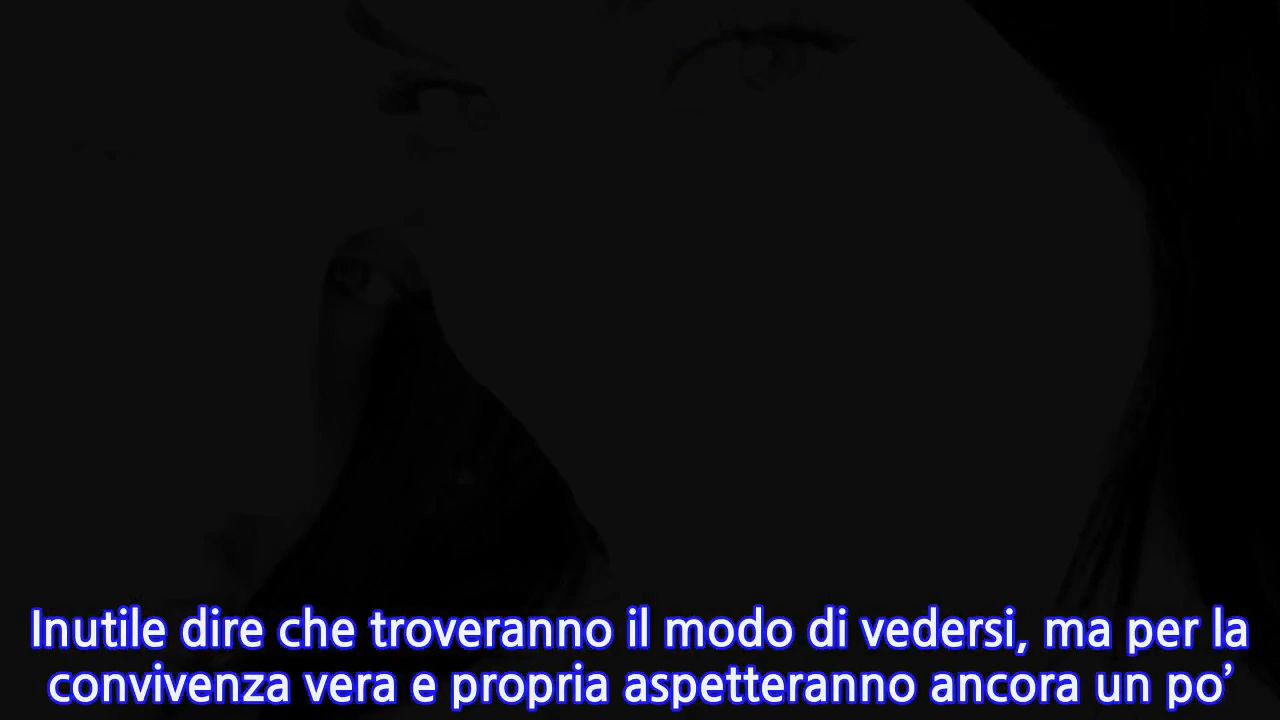 Inutile dire che troveranno il modo di vedersi, ma per la
convivenza vera e propria aspetteranno ancora un po’